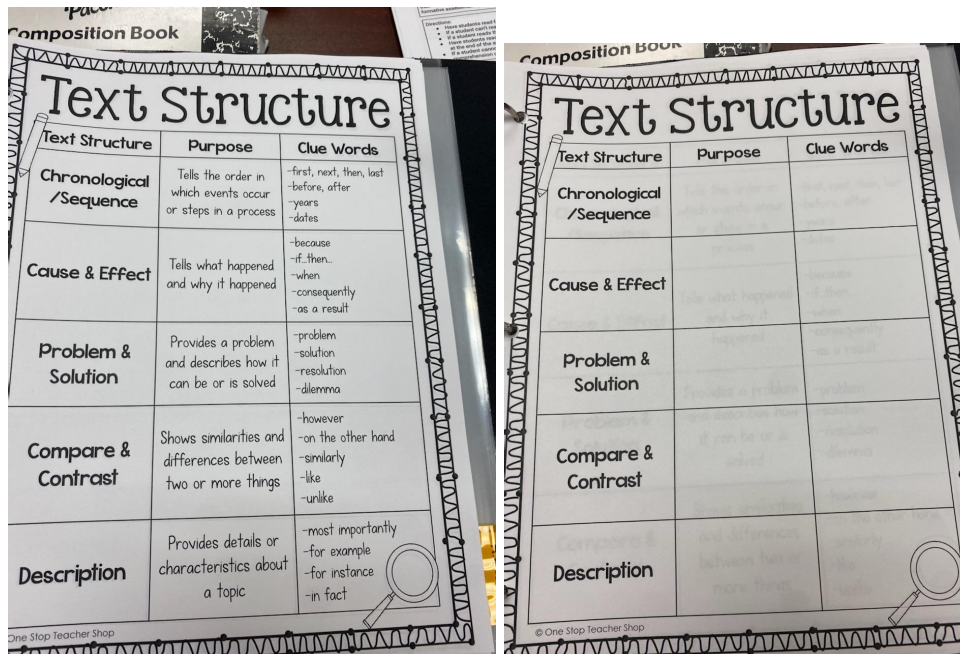 Composition Book
Directions:
Text Structure
Text Structure
Purpose
Clue Words
Chronological
/Sequence
Tells the order in
which events occur
or steps in a process
-first, next, then, last
-before, after
-years
-dates
Cause & Effect
Tells what happened
and why it happened
-because
-if...then...
-when
-consequently
-as a result
Problem &
Solution
Provides a problem
and describes how it
can be or is solved
-problem
-solution
-resolution
-dilemma
Compare &
Contrast
Shows similarities and
differences between
two or more things
-however
-on the other hand
-similarly
-like
-unlike
Description
Provides details or
characteristics about
a topic
-most importantly
-for example
-for instance
-in fact
One Stop Teacher Shop
Composition Book
Text Structure
Text Structure
Purpose
Clue Words
Chronological
/Sequence
Cause & Effect
Problem &
Solution
Compare &
Contrast
Description
© One Stop Teacher Shop